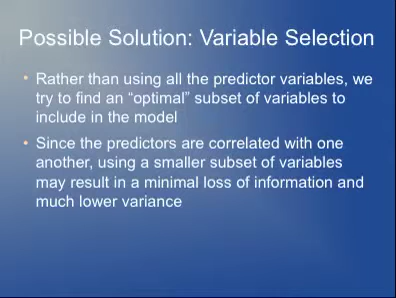 Possible Solution: Variable Selection
• Rather than using all the predictor variables, we
try to find an “optimal” subset of variables to
include in the model
• Since the predictors are correlated with one
another, using a smaller subset of variables
may result in a minimal loss of information and
much lower variance